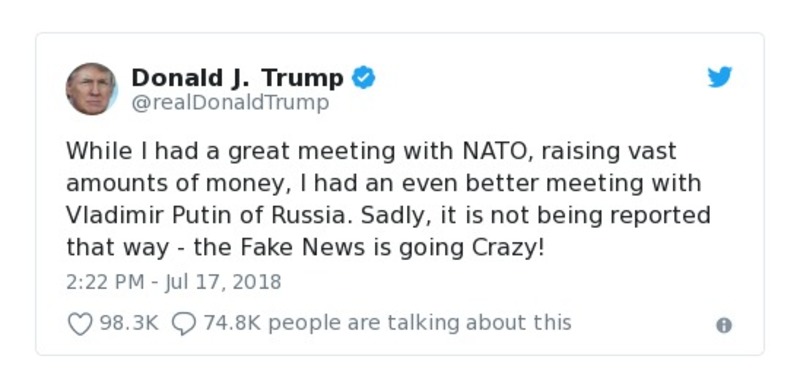 Donald J. Trump
@realDonaldTrump
While I had a great meeting with NATO, raising vast
amounts of money, I had an even better meeting with
Vladimir Putin of Russia. Sadly, it is not being reported
that way - the Fake News is going Crazy!
2:22 PM - Jul 17, 2018
98.3K 74.8K people are talking about this